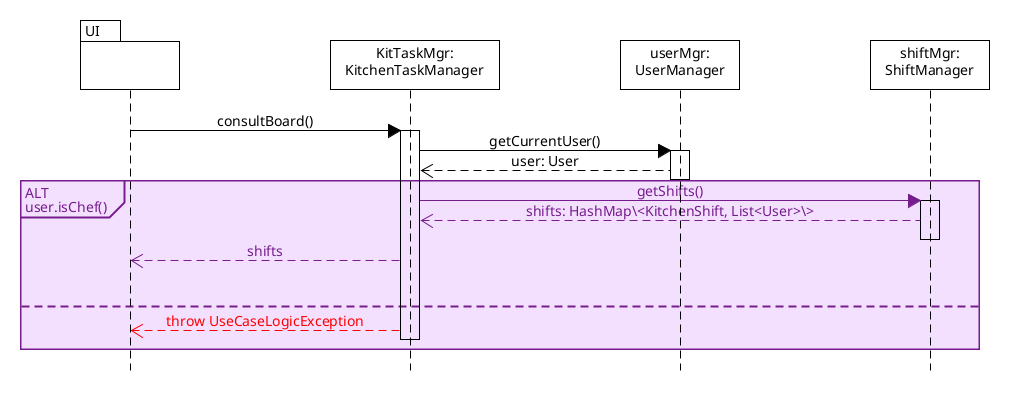 UI
KitTaskMgr:
KitchenTaskManager
userMgr:
UserManager
shiftMgr:
ShiftManager
consultBoard()
getCurrentUser()
user: User
ALT
user.isChef()
getShifts()
shifts: HashMap\<KitchenShift, List<User>\>
shifts
throw UseCaseLogicException